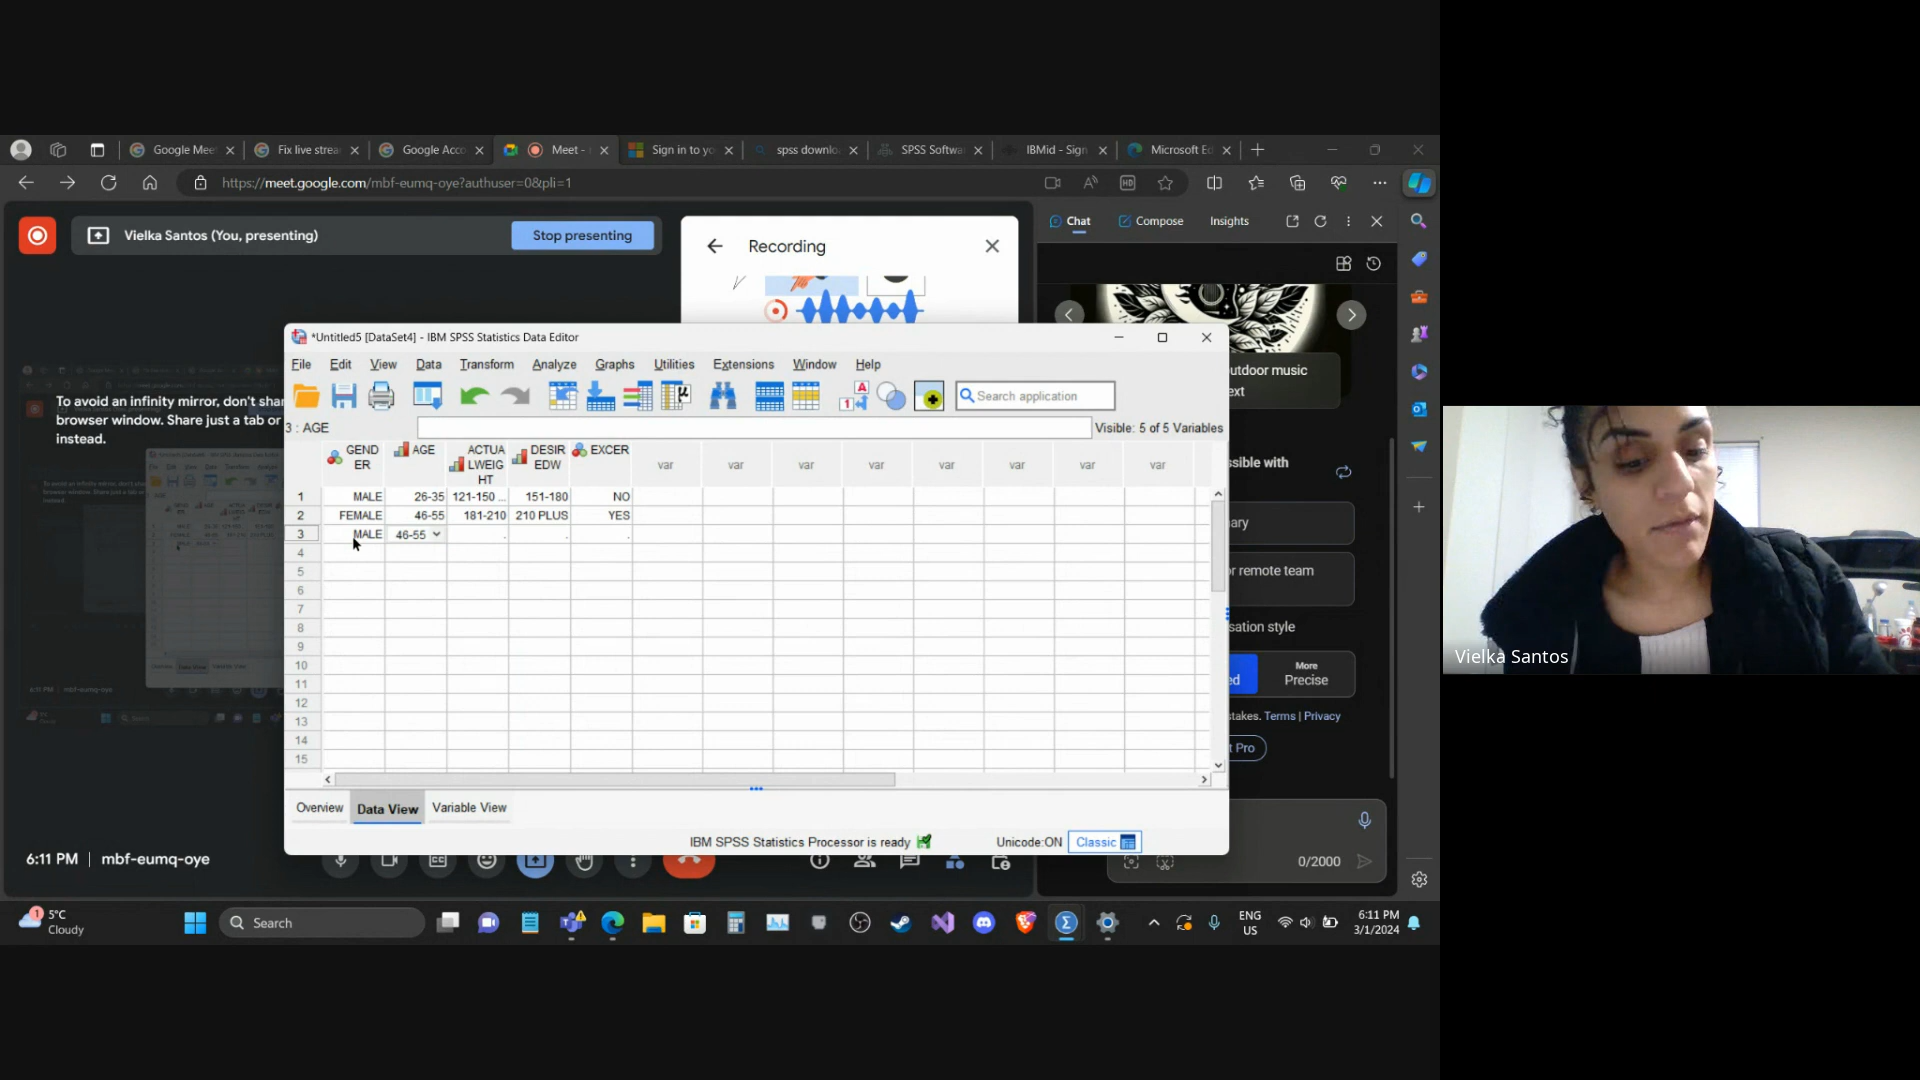 Google Mee
Fix live strea
Google Acco
Meet -
Sign in to yo
spss downlo
SPSS Softwa
IBMid - Sign
Microsoft Ed
https://meet.google.com/mbf-eumq-oye?authuser=0&pli=1
Vielka Santos (You, presenting)
Stop presenting
Recording
Chat
Compose
Insights
To avoid an infinity mirror, don't shar
browser window. Share just a tab or
instead.
*Untitled5 [DataSet4] - IBM SPSS Statistics Data Editor
File Edit View Data Transform Analyze Graphs Utilities Extensions Window Help
Search application
3 : AGE
Visible: 5 of 5 Variables
GENDER AGE ACTUALWEIGHT DESIREDW EXCER var var var var var var var var
1 MALE 26-35 121-150 ... 151-180 NO
2 FEMALE 46-55 181-210 210 PLUS YES
3 MALE 46-55 . . .
4
5
6
7
8
9
10
11
12
13
14
15
Overview Data View Variable View
IBM SPSS Statistics Processor is ready
Unicode:ON
Classic
utdoor music
ext
sible with
ary
r remote team
sation style
ed
More
Precise
stakes. Terms | Privacy
t Pro
0/2000
6:11 PM | mbf-eumq-oye
Vielka Santos
1
5°C
Cloudy
Search
ENG
US
6:11 PM
3/1/2024